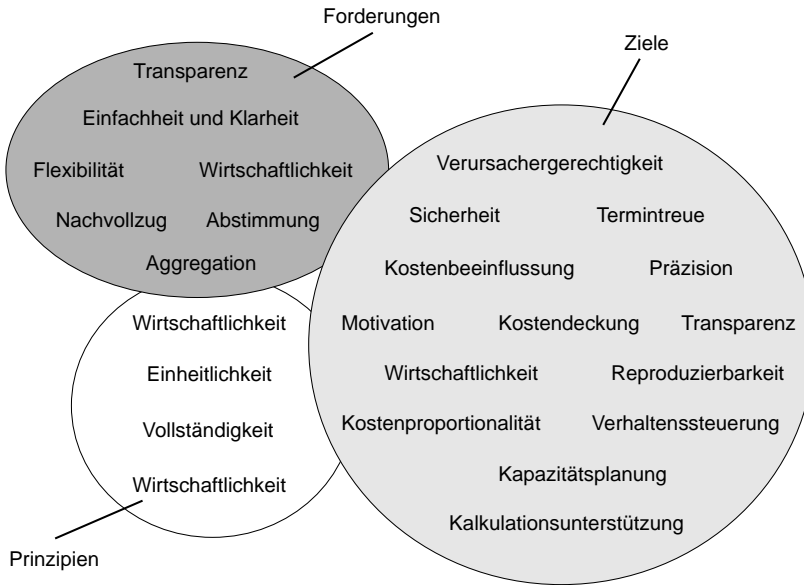 Forderungen
Transparenz
Einfachheit und Klarheit
Flexibilität Wirtschaftlichkeit
Nachvollzug Abstimmung
Aggregation
Ziele
Verursachergerechtigkeit
Sicherheit Termintreue
Kostenbeeinflussung Präzision
Motivation Kostendeckung Transparenz
Wirtschaftlichkeit Reproduzierbarkeit
Kostenproportionalität Verhaltenssteuerung
Kapazitätsplanung
Kalkulationsunterstützung
Wirtschaftlichkeit
Einheitlichkeit
Vollständigkeit
Wirtschaftlichkeit
Prinzipien